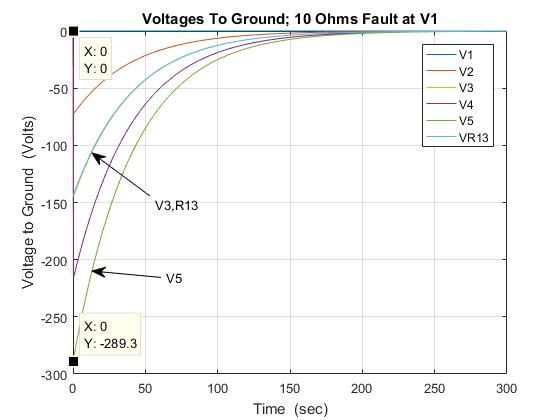 Voltages To Ground; 10 Ohms Fault at V1
Voltage to Ground (Volts)
0
-50
-100
-150
-200
-250
-300
X: 0
Y: 0
V1
V2
V3
V4
V5
VR13
V3,R13
V5
X: 0
Y: -289.3
0
50
100
150
200
250
300
Time (sec)